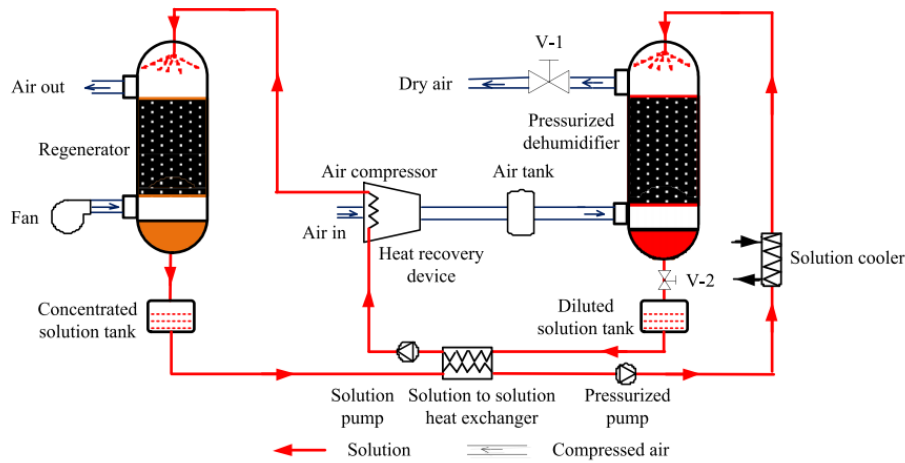 V-1
Air out
Dry air
Pressurized
dehumidifier
Regenerator
Air compressor
Air tank
Fan
Air in
Heat recovery
device
Solution cooler
V-2
Concentrated
solution tank
Diluted
solution tank
Solution
pump
Solution to solution
heat exchanger
Pressurized
pump
Solution
Compressed air